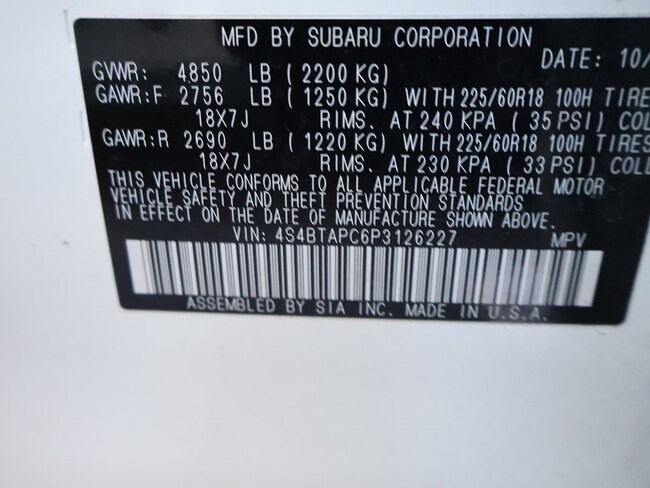 MFD BY SUBARU CORPORATION DATE: 10/
GVWR: 4850 LB (2200 KG)
GAWR:F 2756 LB (1250 KG) WITH 225/60R18 100H TIRE
18X7J RIMS. AT 240 KPA (35 PSI) COL
GAWR:R 2690 LB (1220 KG) WITH 225/60R18 100H TIRES
18X7J RIMS. AT 230 KPA (33 PSI) COLD
THIS VEHICLE CONFORMS TO ALL APPLICABLE FEDERAL MOTOR
VEHICLE SAFETY AND THEFT PREVENTION STANDARDS
IN EFFECT ON THE DATE OF MANUFACTURE SHOWN ABOVE.
VIN: 4S4BTAPC6P3126227 MPV
ASSEMBLED BY SIA INC. MADE IN U.S.A.